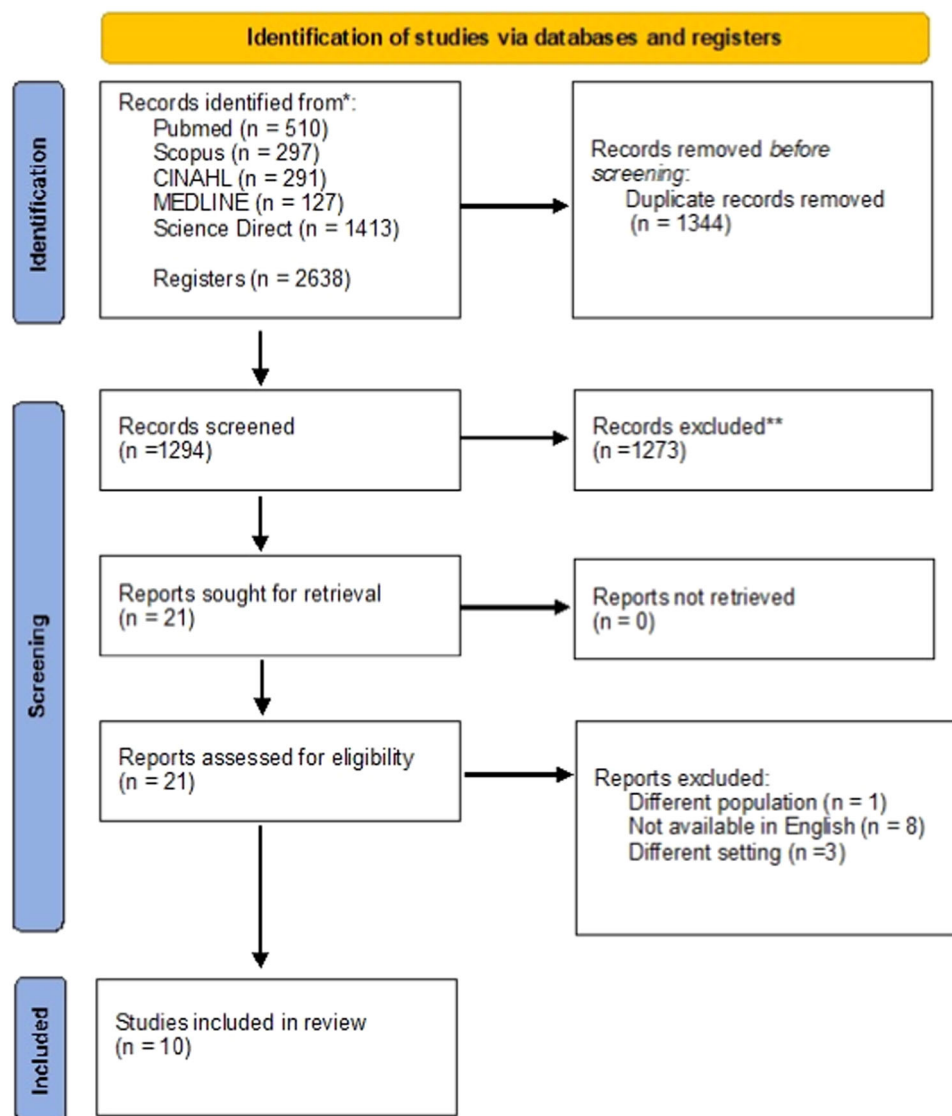 Identification of studies via databases and registers
Identification
Records identified from*:
Pubmed (n = 510)
Scopus (n = 297)
CINAHL (n = 291)
MEDLINE (n = 127)
Science Direct (n = 1413)
Registers (n = 2638)
Records removed before
screening:
Duplicate records removed
(n = 1344)
Screening
Records screened
(n =1294)
Records excluded**
(n =1273)
Reports sought for retrieval
(n = 21)
Reports not retrieved
(n = 0)
Reports assessed for eligibility
(n = 21)
Reports excluded:
Different population (n = 1)
Not available in English (n = 8)
Different setting (n =3)
Included
Studies included in review
(n = 10)